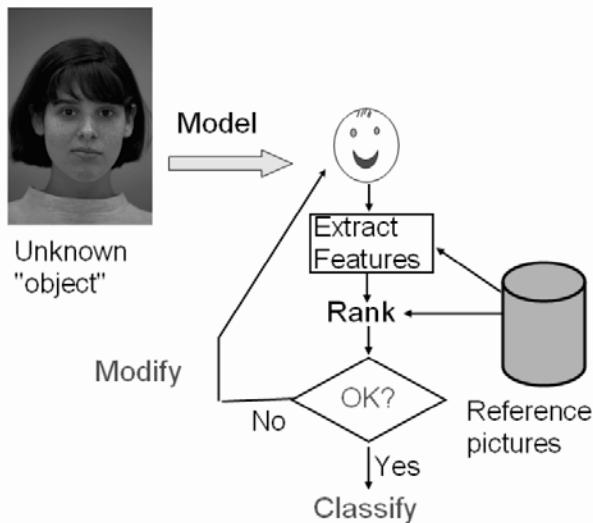 Model
Unknown
"object"
Extract
Features
Rank
Modify
OK?
No
Reference
pictures
Yes
Classify